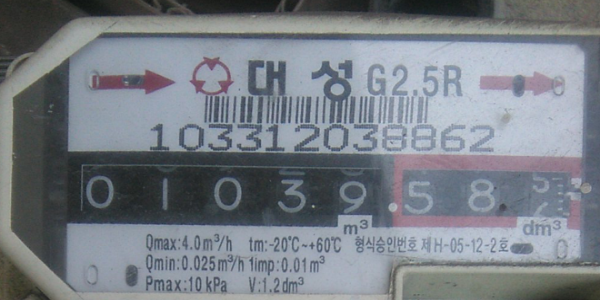 대 성 G2.5R
103312038862
01039.58
m³ dm³
Qmax:4.0m³/h tm:-20℃~+60℃ 형식승인번호 제H-05-12-2호
Qmin:0.025m³/h 1imp:0.01m³
Pmax:10kPa V:1.2dm³